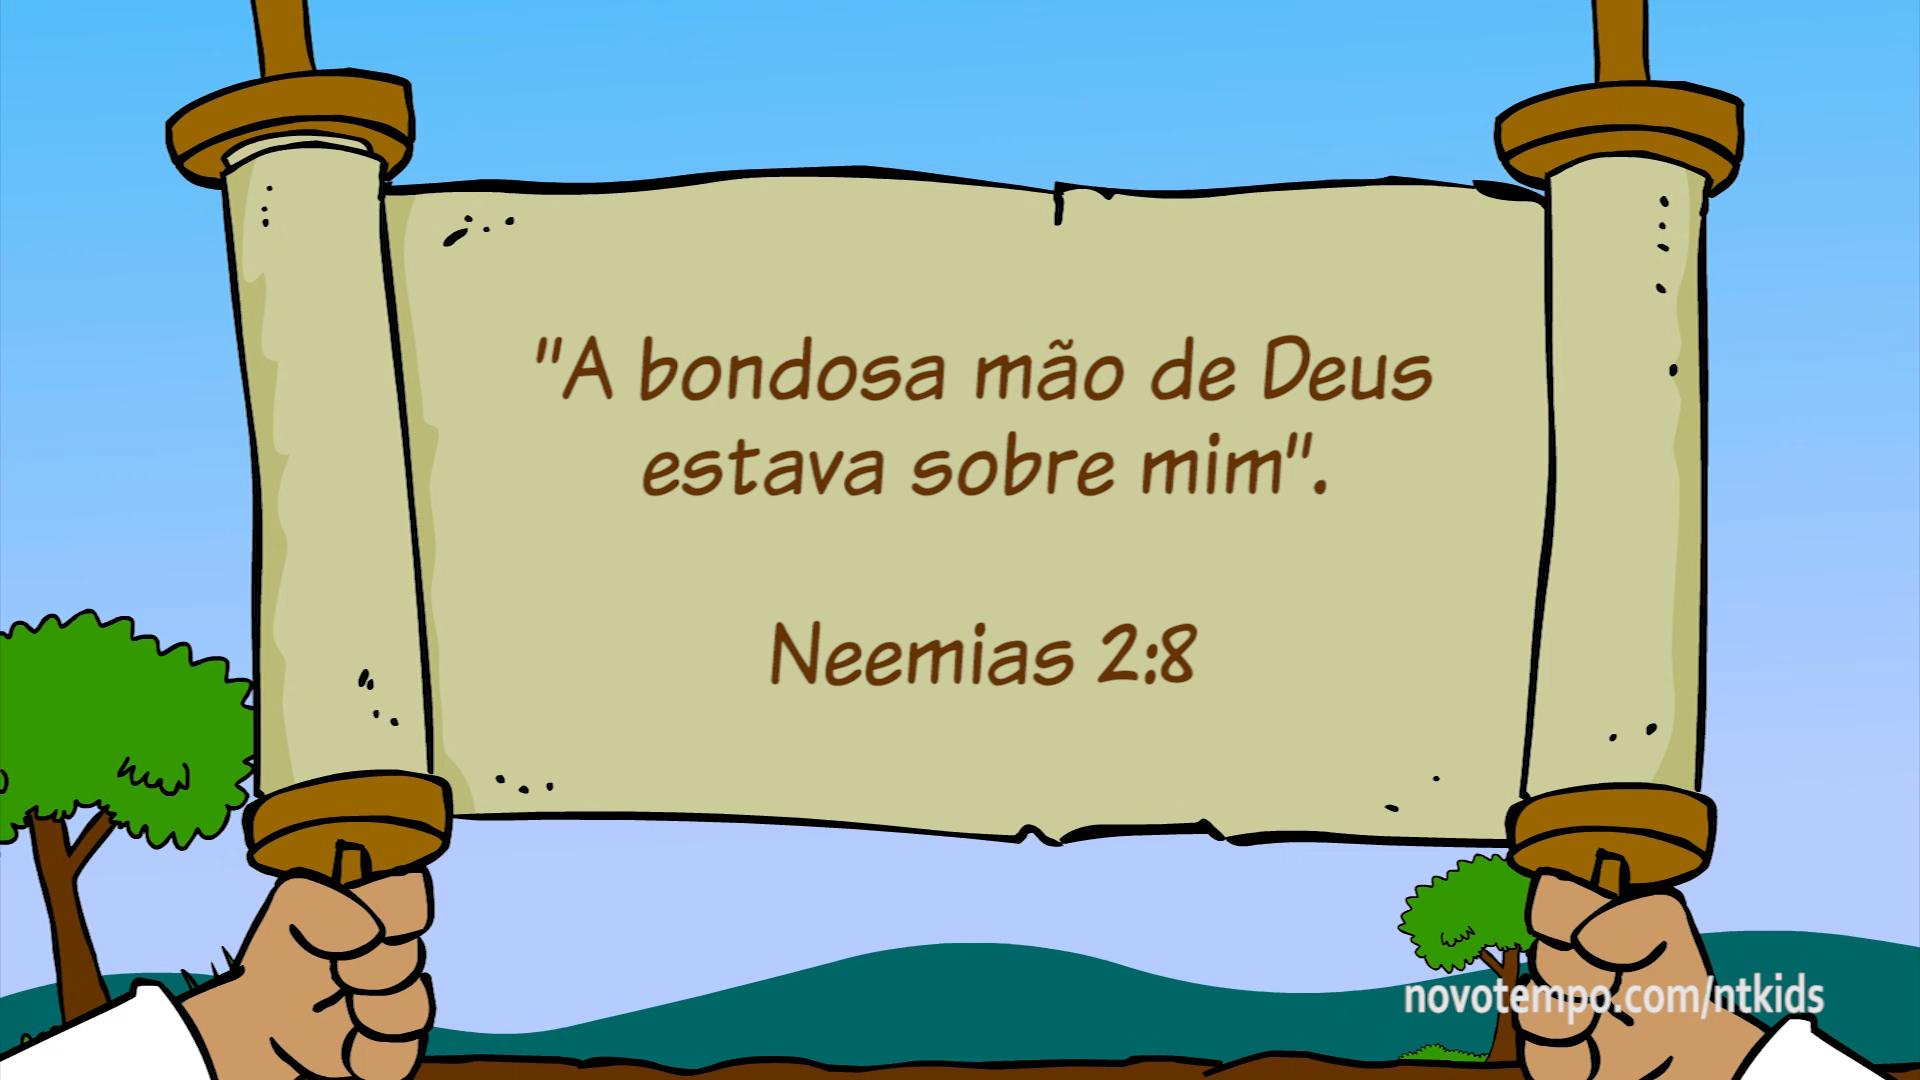 "A bondosa mão de Deus
estava sobre mim".
Neemias 2:8
novotempo.com/ntkids